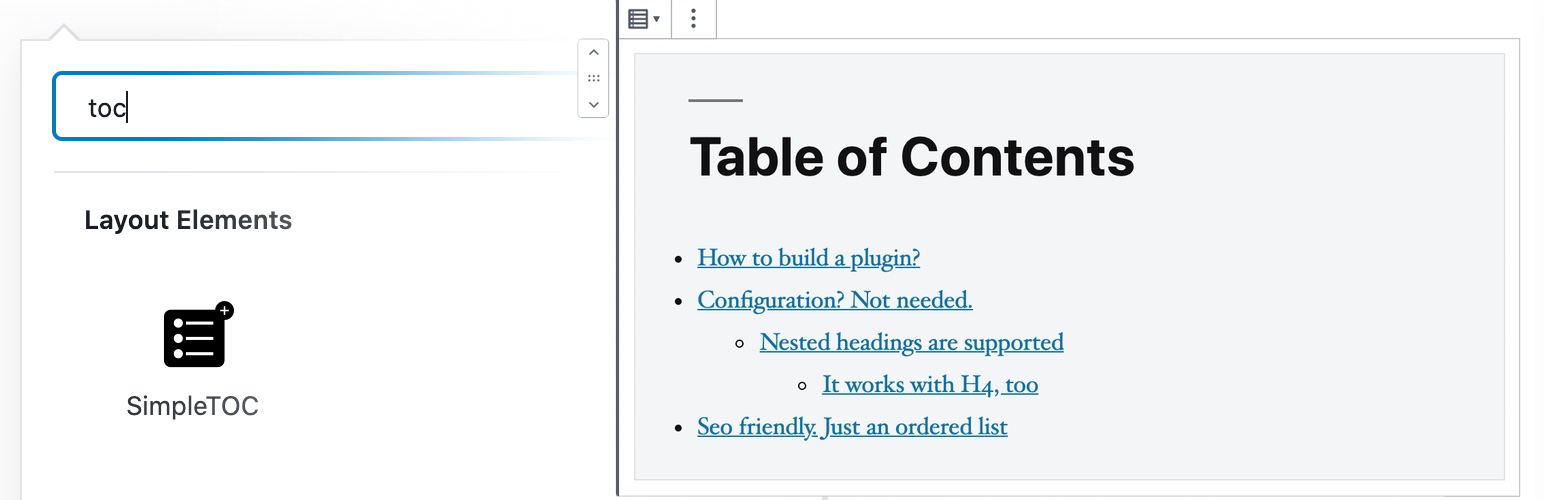 toc
Layout Elements
SimpleTOC
Table of Contents
How to build a plugin?
Configuration? Not needed.
Nested headings are supported
It works with H4, too
Seo friendly. Just an ordered list